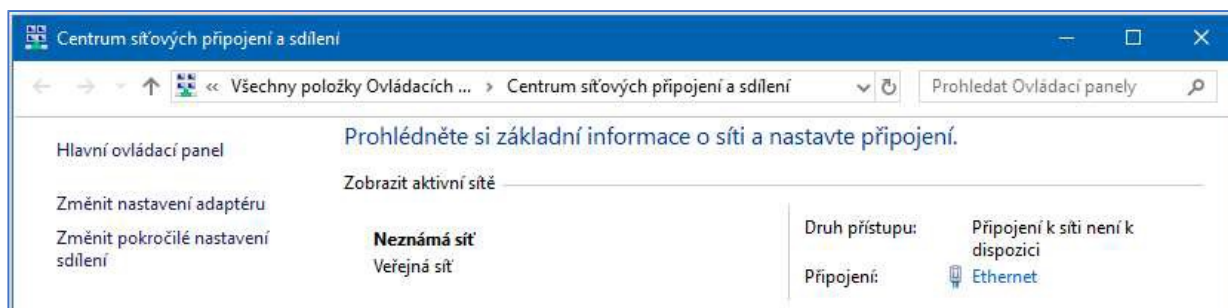 Centrum síťových připojení a sdílení
« Všechny položky Ovládacích ... › Centrum síťových připojení a sdílení
Prohledat Ovládací panely
Hlavní ovládací panel
Změnit nastavení adaptéru
Změnit pokročilé nastavení
sdílení
Prohlédněte si základní informace o síti a nastavte připojení.
Zobrazit aktivní sítě
Neznámá síť
Veřejná síť
Druh přístupu: Připojení k síti není k
dispozici
Připojení: Ethernet